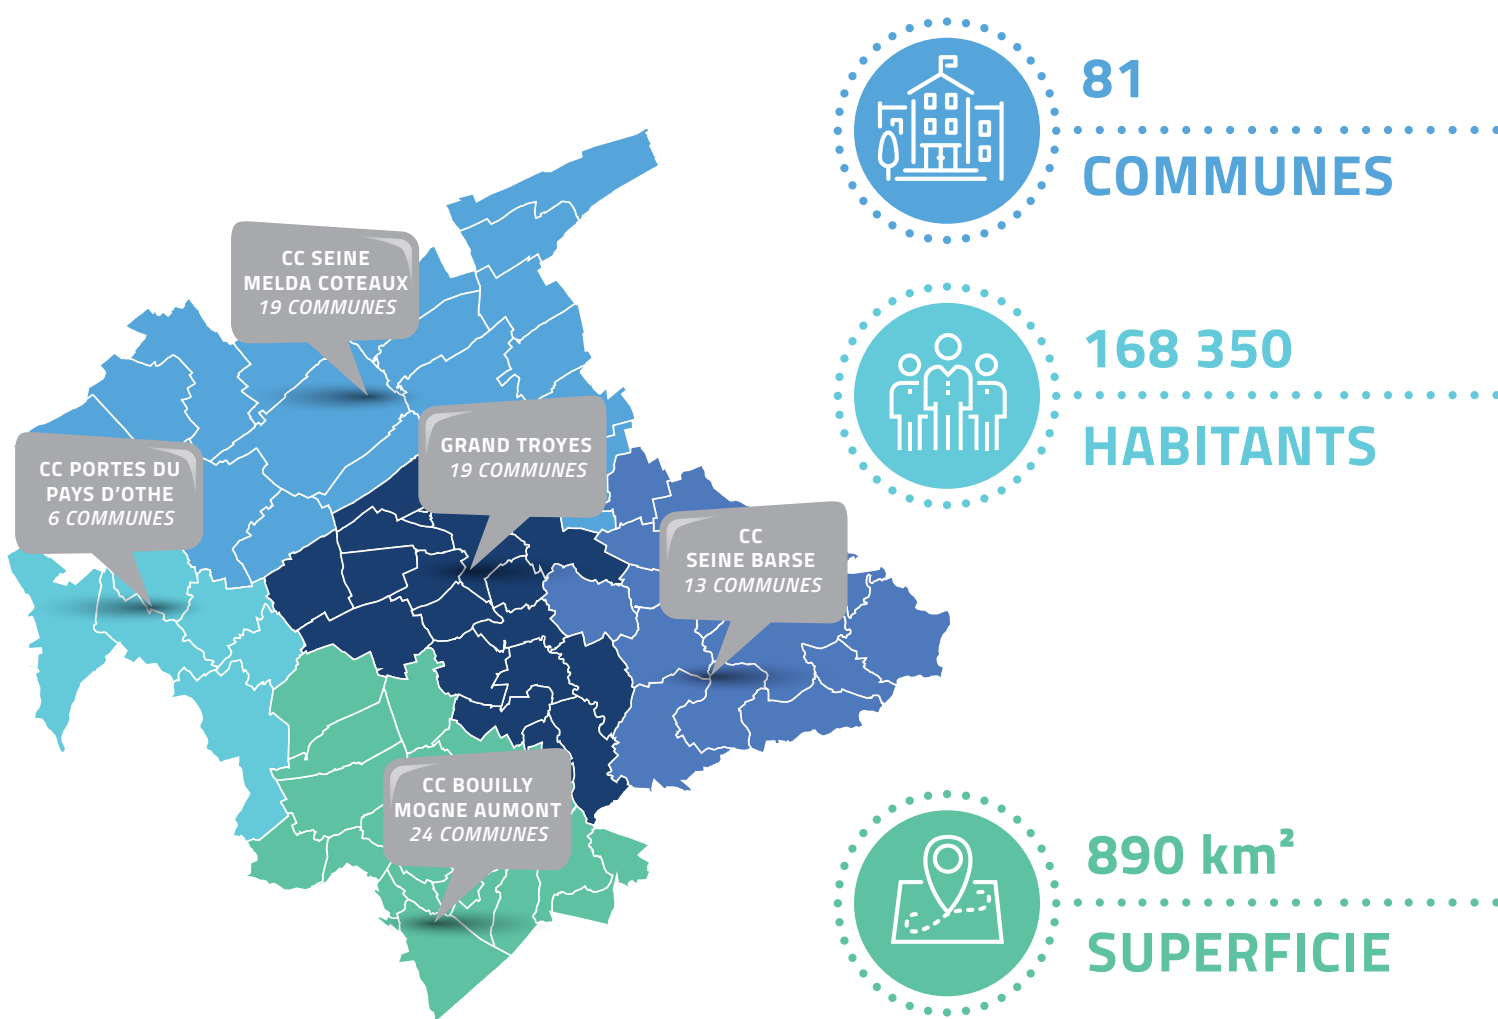 81
COMMUNES
168 350
HABITANTS
890 km²
SUPERFICIE
CC SEINE
MELDA COTEAUX
19 COMMUNES
GRAND TROYES
19 COMMUNES
CC PORTES DU
PAYS D'OTHE
6 COMMUNES
CC
SEINE BARSE
13 COMMUNES
CC BOUILLY
MOGNE AUMONT
24 COMMUNES